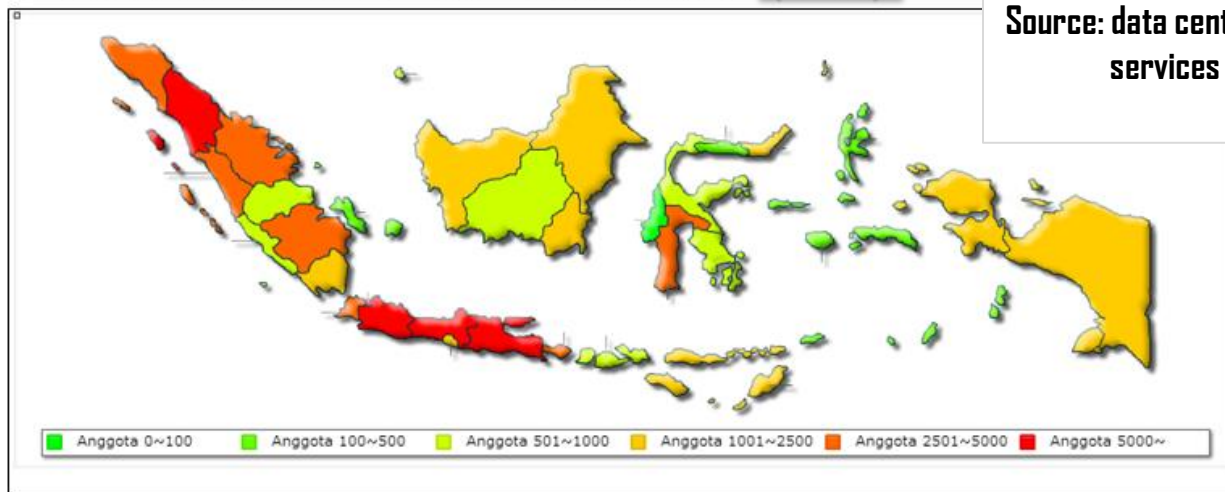 Source: data cent
services
Anggota 0~100
Anggota 100~500
Anggota 501~1000
Anggota 1001~2500
Anggota 2501~5000
Anggota 5000~